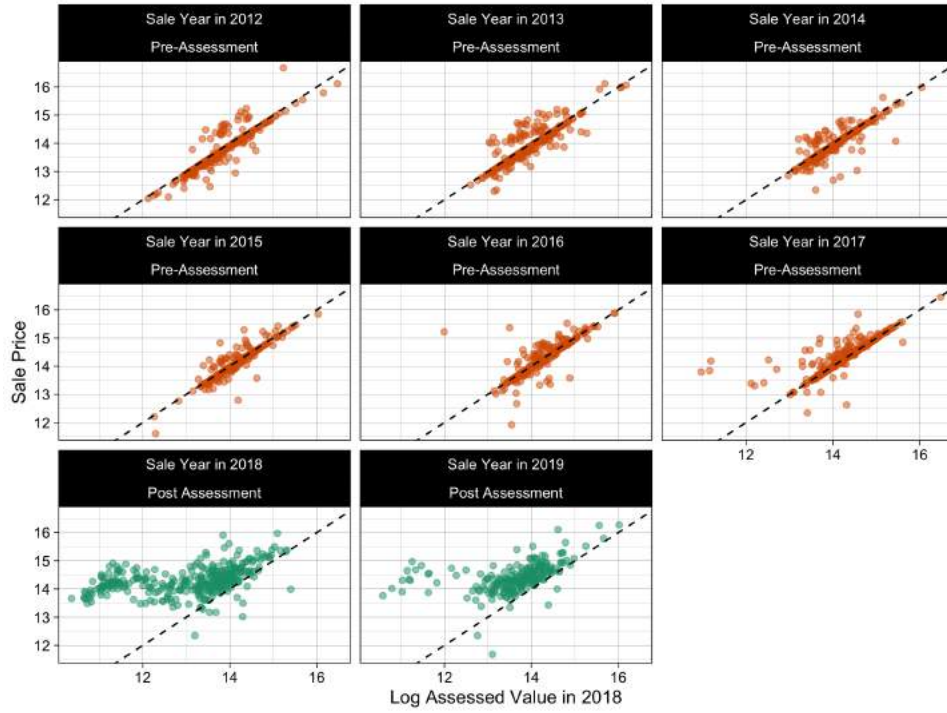 Sale Year in 2012
Pre-Assessment
Sale Year in 2013
Pre-Assessment
Sale Year in 2014
Pre-Assessment
16
15
14
13
12
Sale Year in 2015
Pre-Assessment
Sale Year in 2016
Pre-Assessment
Sale Year in 2017
Pre-Assessment
Sale Price
16
15
14
13
12
12
14
16
Sale Year in 2018
Post Assessment
Sale Year in 2019
Post Assessment
16
15
14
13
12
12
14
16
12
14
16
Log Assessed Value in 2018